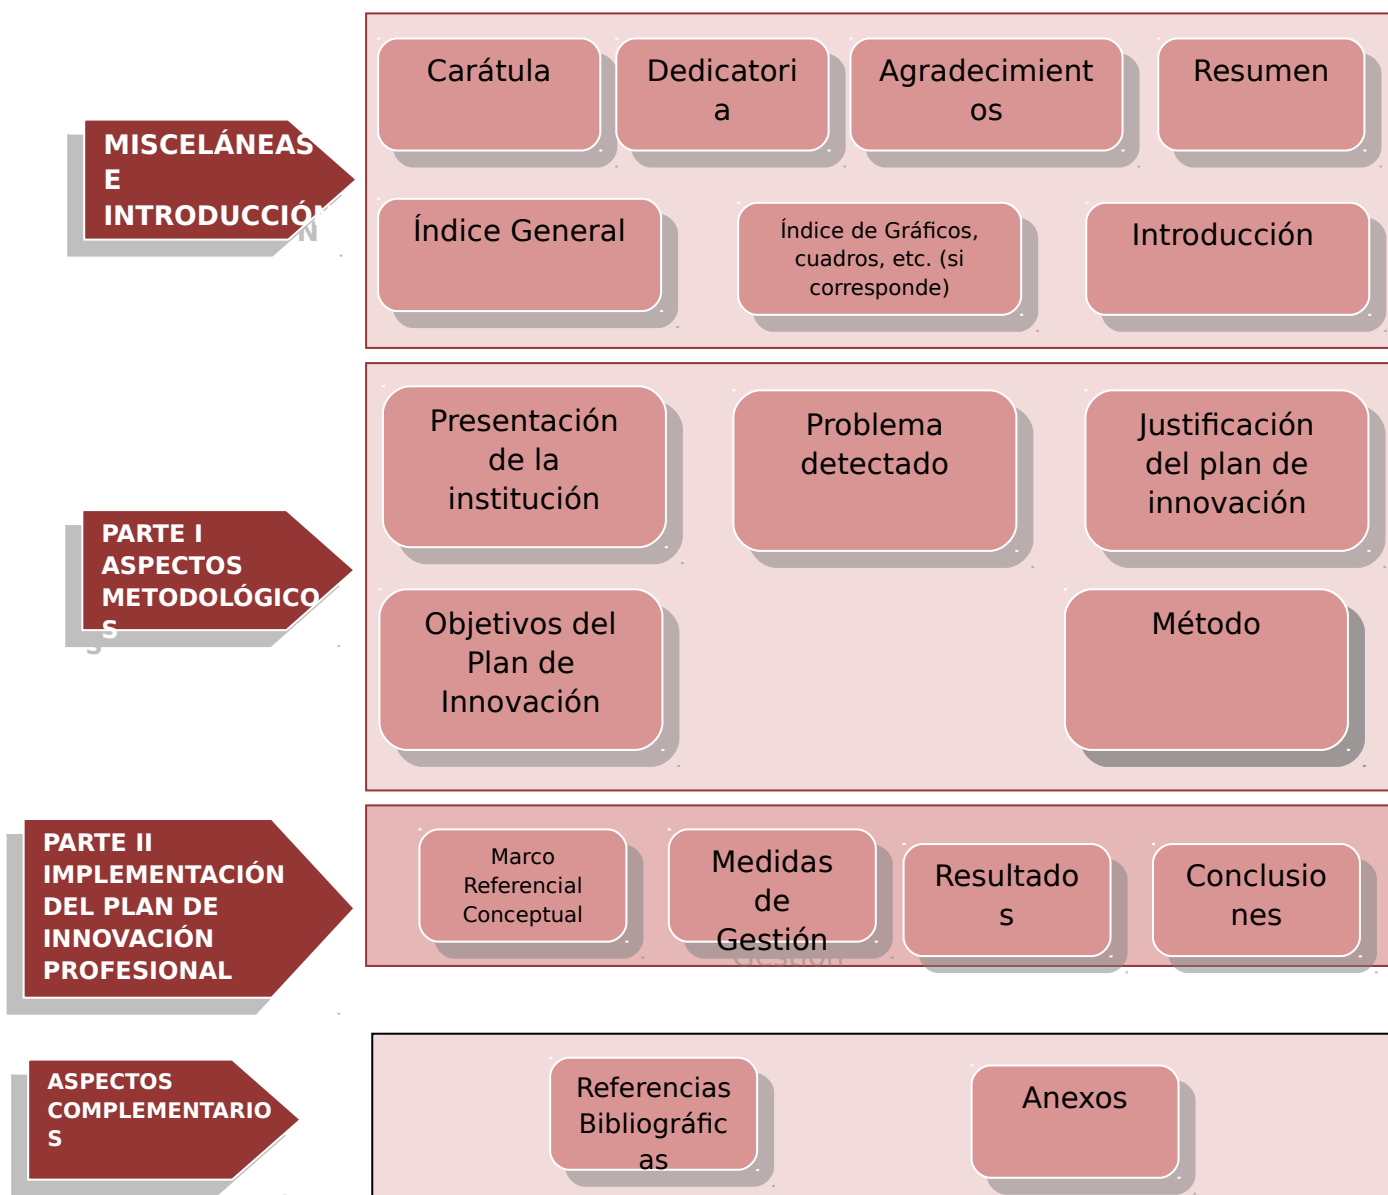 MISCELÁNEAS
E
INTRODUCCIÓN
Carátula
Dedicatori
a
Agradecimient
os
Resumen
Índice General
Índice de Gráficos,
cuadros, etc. (si
corresponde)
Introducción
PARTE I
ASPECTOS
METODOLÓGICO
S
Presentación
de la
institución
Problema
detectado
Justificación
del plan de
innovación
Objetivos del
Plan de
Innovación
Método
PARTE II
IMPLEMENTACIÓN
DEL PLAN DE
INNOVACIÓN
PROFESIONAL
Marco
Referencial
Conceptual
Medidas
de
Gestión
Resultado
s
Conclusio
nes
ASPECTOS
COMPLEMENTARIO
S
Referencias
Bibliográfic
as
Anexos